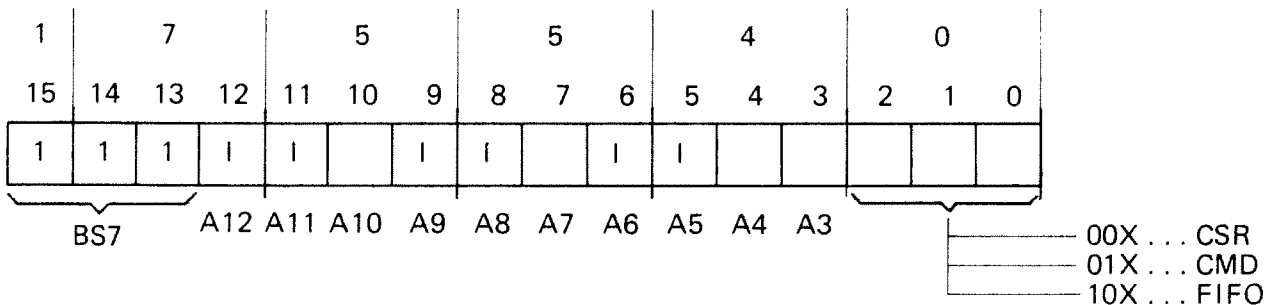 1 7 5 5 4 0
15 14 13 12 11 10 9 8 7 6 5 4 3 2 1 0
1 1 1 I I I I I I
BS7 A12 A11 A10 A9 A8 A7 A6 A5 A4 A3
00X ... CSR
01X ... CMD
10X ... FIFO